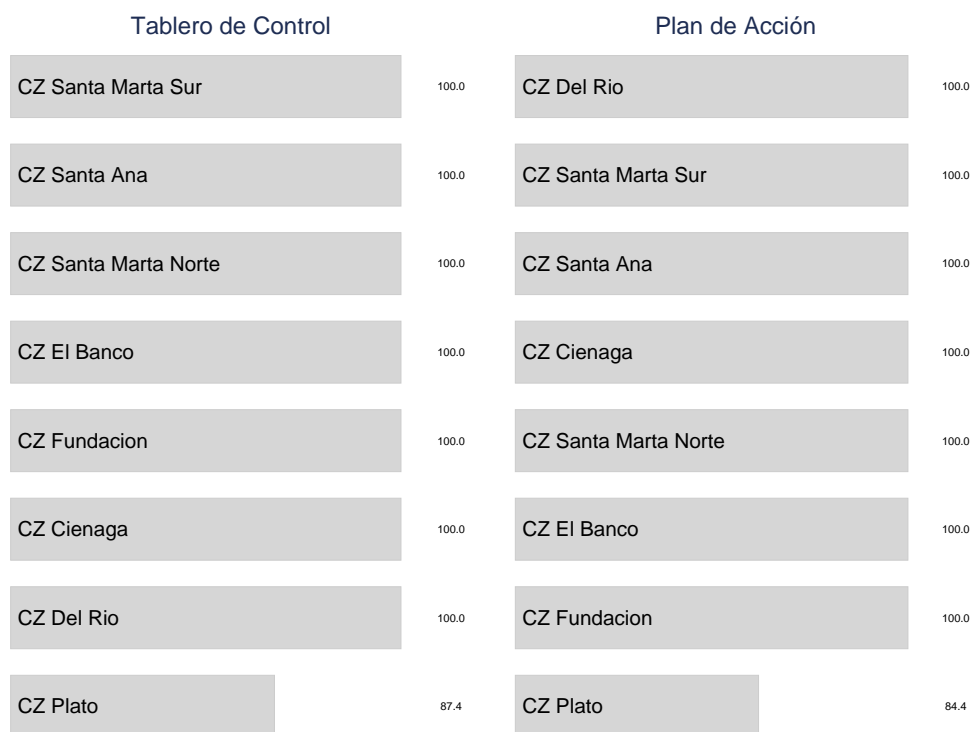 Tablero de Control
CZ Santa Marta Sur 100.0
CZ Santa Ana 100.0
CZ Santa Marta Norte 100.0
CZ El Banco 100.0
CZ Fundacion 100.0
CZ Cienaga 100.0
CZ Del Rio 100.0
CZ Plato 87.4
Plan de Acción
CZ Del Rio 100.0
CZ Santa Marta Sur 100.0
CZ Santa Ana 100.0
CZ Cienaga 100.0
CZ Santa Marta Norte 100.0
CZ El Banco 100.0
CZ Fundacion 100.0
CZ Plato 84.4